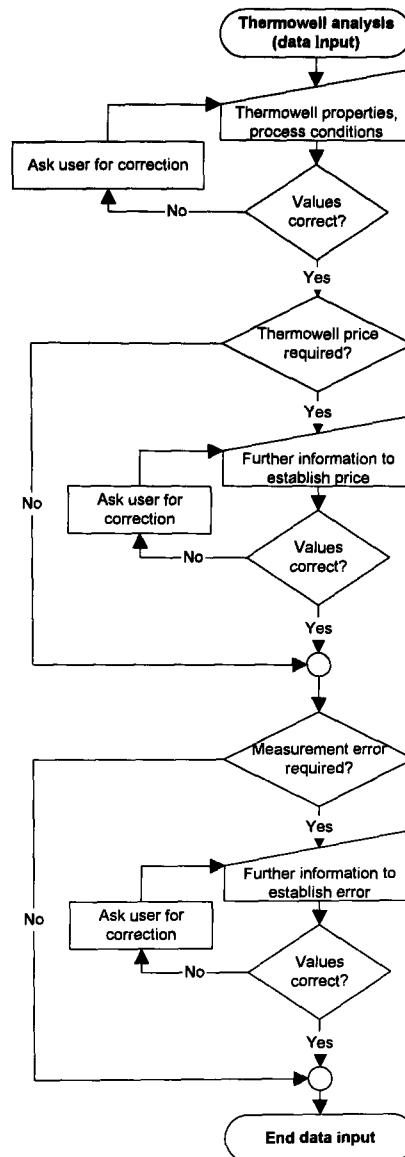 Thermowell analysis
(data Input)
Thermowell properties,
process conditions
Ask user for correction
Values
correct?
No
Yes
Thermowell price
required?
Yes
Further information to
establish price
No
Ask user for
correction
Values
correct?
No
Yes
Measurement error
required?
Yes
Further information to
establish error
No
Ask user for
correction
Values
correct?
No
Yes
End data input